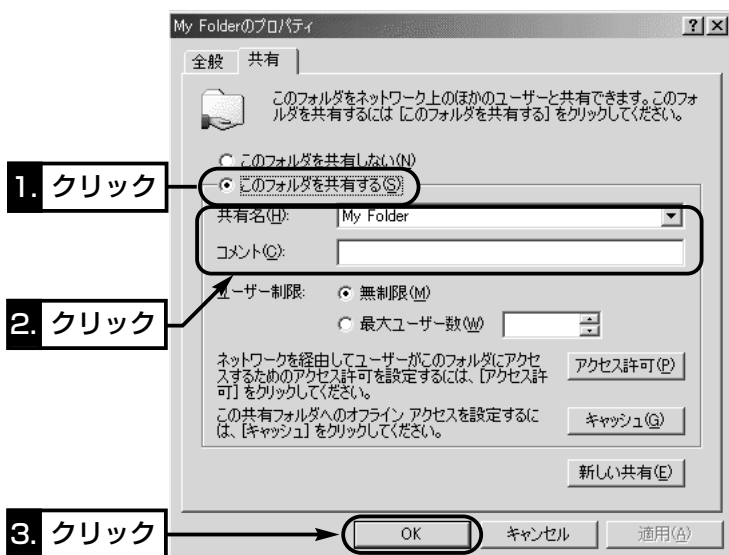 My Folderのプロパティ
? ×
全般 共有
このフォルダをネットワーク上のほかのユーザーと共有できます。このフォ
ルダを共有するには [このフォルダを共有する] をクリックしてください。
このフォルダを共有しない(N)
1. クリック
このフォルダを共有する(S)
共有名(H): My Folder
コメント(C):
2. クリック
ユーザー制限: 無制限(M)
最大ユーザー数(W)
ネットワークを経由してユーザーがこのフォルダにアクセ
スするためのアクセス許可を設定するには、[アクセス許
可] をクリックしてください。
アクセス許可(P)
この共有フォルダへのオフライン アクセスを設定するに
は、[キャッシュ] をクリックしてください。
キャッシュ(G)
新しい共有(E)
3. クリック
OK キャンセル 適用(A)